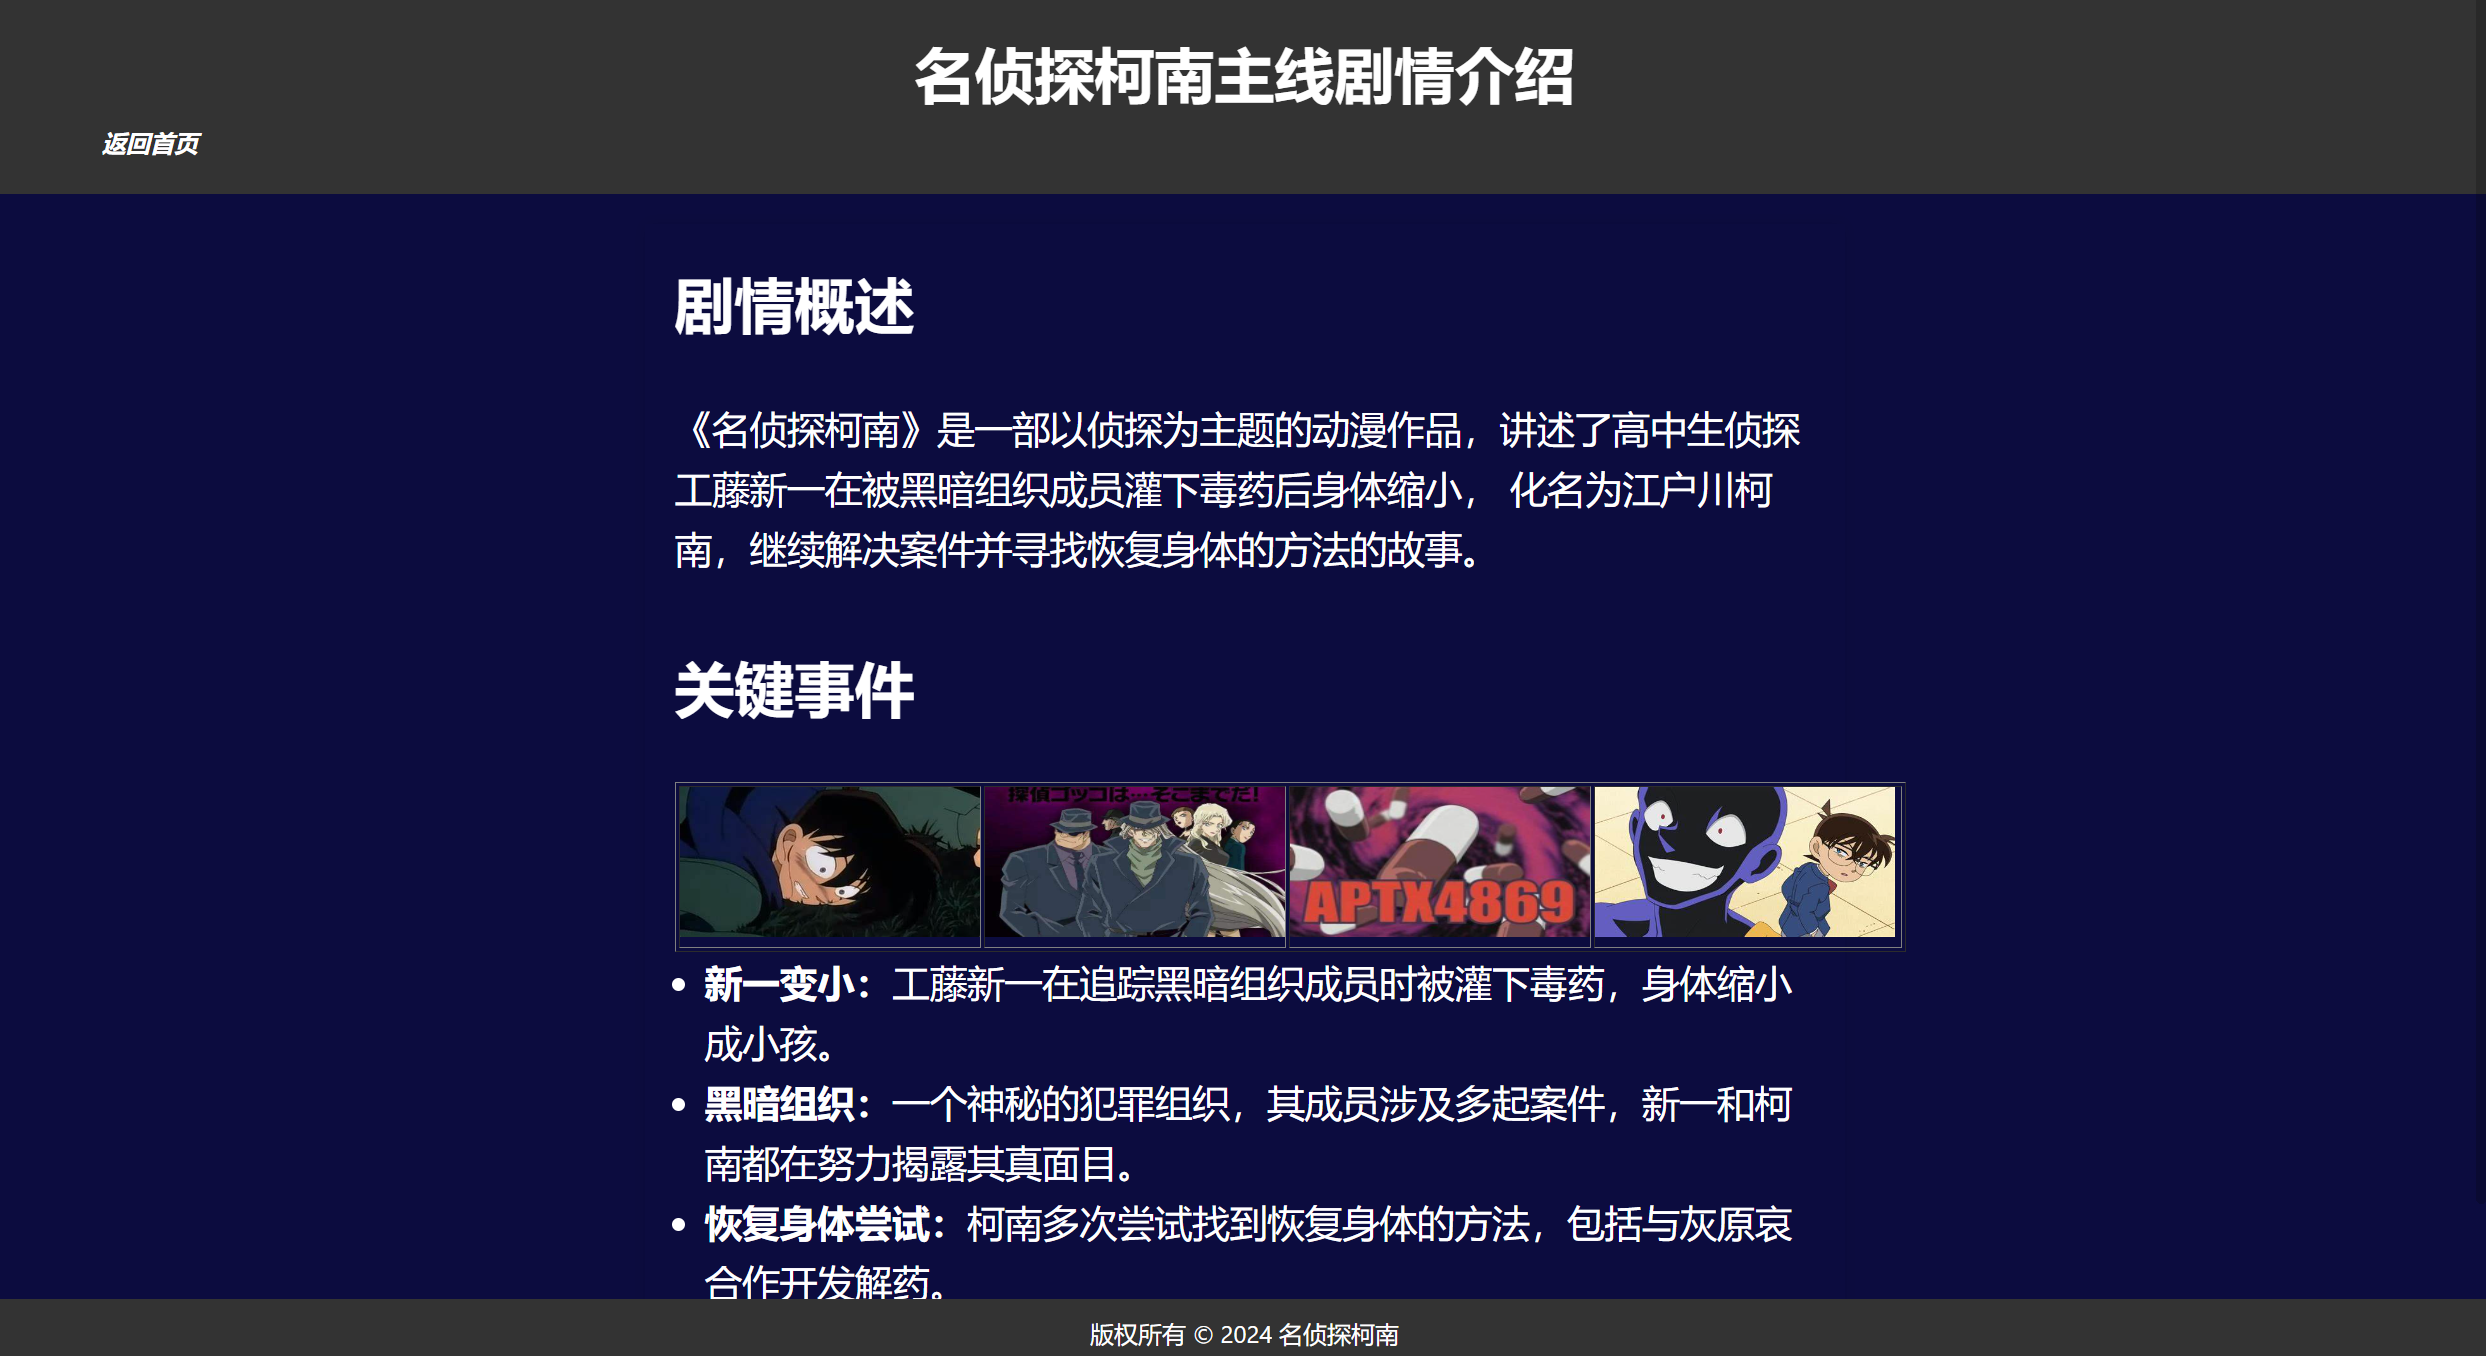 名侦探柯南主线剧情介绍
返回首页
剧情概述
《名侦探柯南》是一部以侦探为主题的动漫作品，讲述了高中生侦探
工藤新一在被黑暗组织成员灌下毒药后身体缩小， 化名为江户川柯
南，继续解决案件并寻找恢复身体的方法的故事。
关键事件
探偵ゴッコは…そこまでだ!
APTX4869
新一变小：工藤新一在追踪黑暗组织成员时被灌下毒药，身体缩小
成小孩。
黑暗组织：一个神秘的犯罪组织，其成员涉及多起案件，新一和柯
南都在努力揭露其真面目。
恢复身体尝试：柯南多次尝试找到恢复身体的方法，包括与灰原哀
合作开发解药。
版权所有 © 2024 名侦探柯南